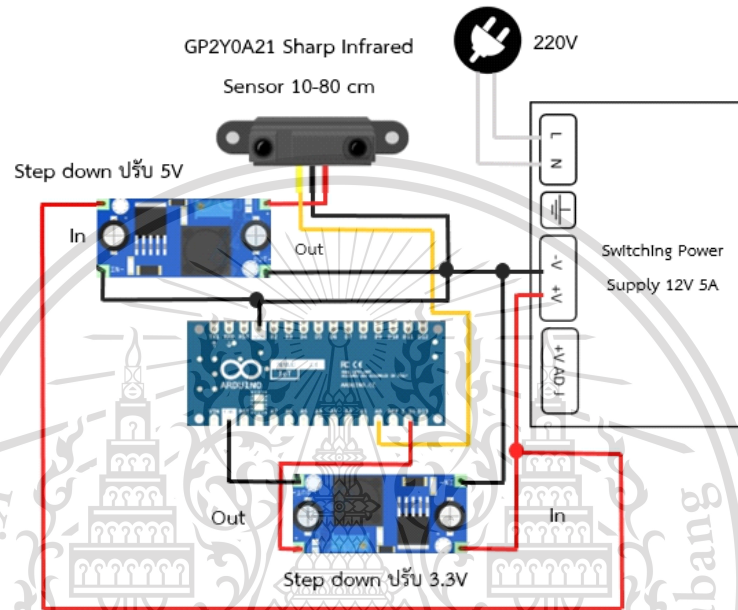 GP2Y0A21 Sharp Infrared
Sensor 10-80 cm
220V
Step down ปรับ 5V
In
Out
L
N
-V
+V
+V ADJ
Switching Power
Supply 12V 5A
ARDUINO
Out
In
Step down ปรับ 3.3V